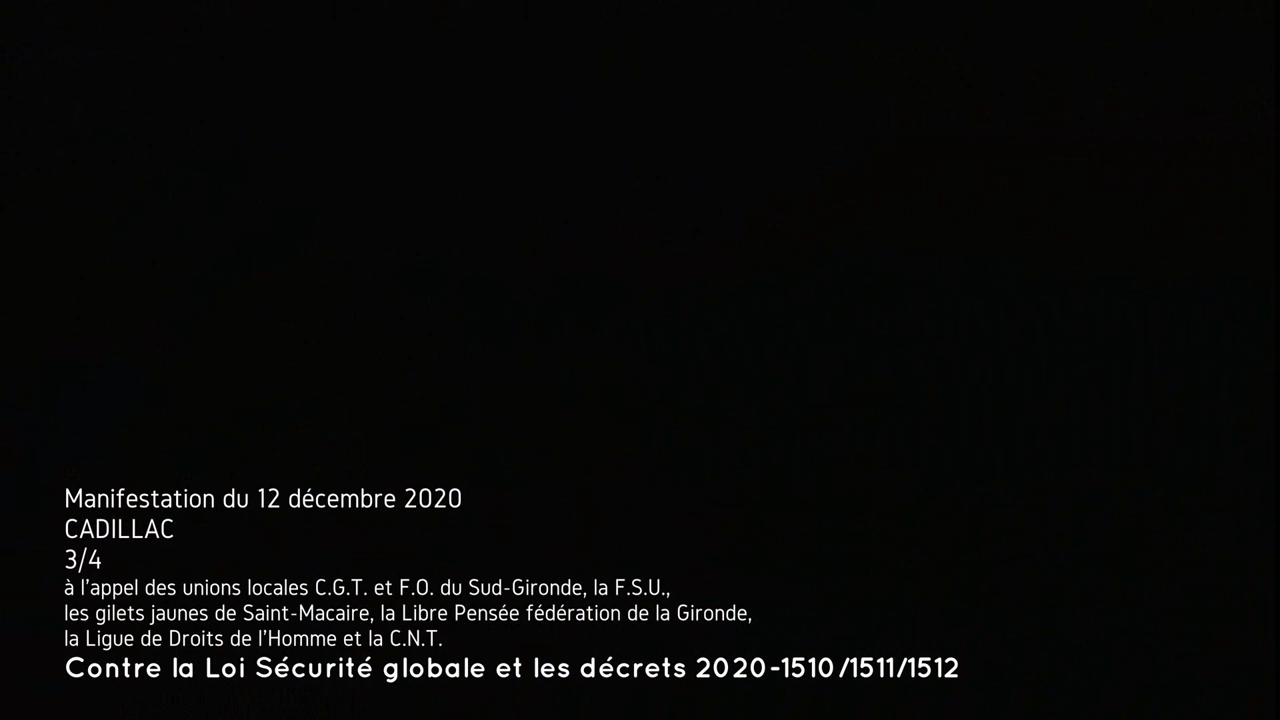 Manifestation du 12 décembre 2020
CADILLAC
3/4
à l'appel des unions locales C.G.T. et F.O. du Sud-Gironde, la F.S.U.,
les gilets jaunes de Saint-Macaire, la Libre Pensée fédération de la Gironde,
la Ligue de Droits de l'Homme et la C.N.T.
Contre la Loi Sécurité globale et les décrets 2020-1510/1511/1512